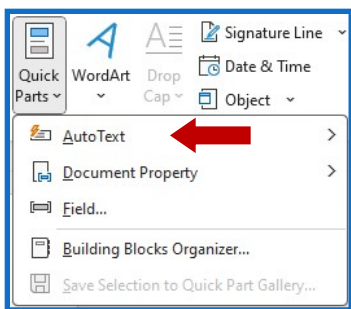 Quick Parts
WordArt
Drop Cap
Signature Line
Date & Time
Object
AutoText
Document Property
Field...
Building Blocks Organizer...
Save Selection to Quick Part Gallery...